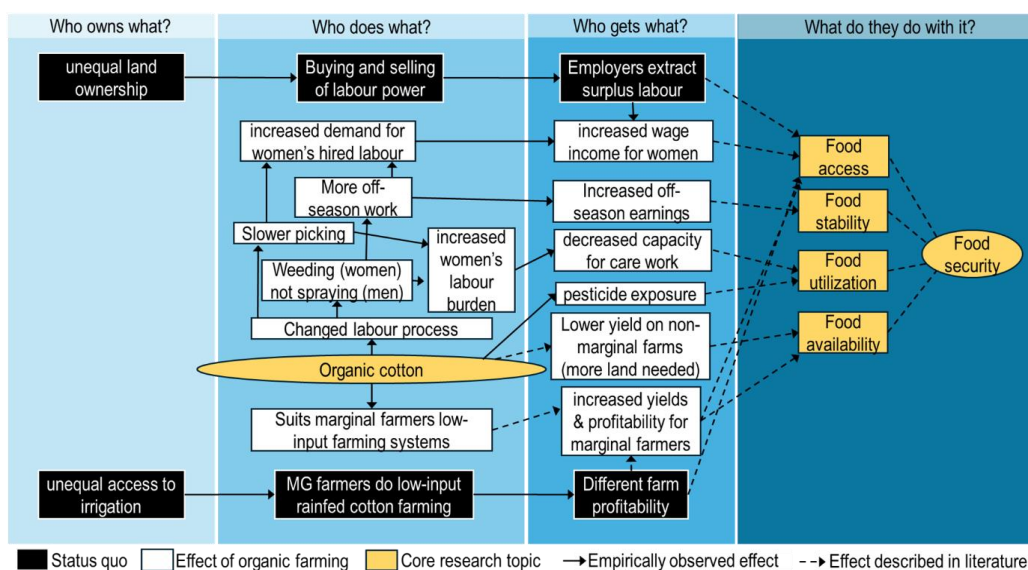 Who owns what?
Who does what?
Who gets what?
What do they do with it?
unequal land
ownership
Buying and selling
of labour power
Employers extract
surplus labour
increased demand for
women's hired labour
increased wage
income for women
Food
access
More off-
season work
Increased off-
season earnings
Food
stability
Slower picking
increased
women's
labour
burden
decreased capacity
for care work
Food
security
Weeding (women)
not spraying (men)
Food
utilization
pesticide exposure
Changed labour process
Lower yield on non-
marginal farms
(more land needed)
Food
availability
Organic cotton
Suits marginal farmers low-
input farming systems
increased yields
& profitability for
marginal farmers
unequal access to
irrigation
MG farmers do low-input
rainfed cotton farming
Different farm
profitability
Status quo
Effect of organic farming
Core research topic
Empirically observed effect
Effect described in literature